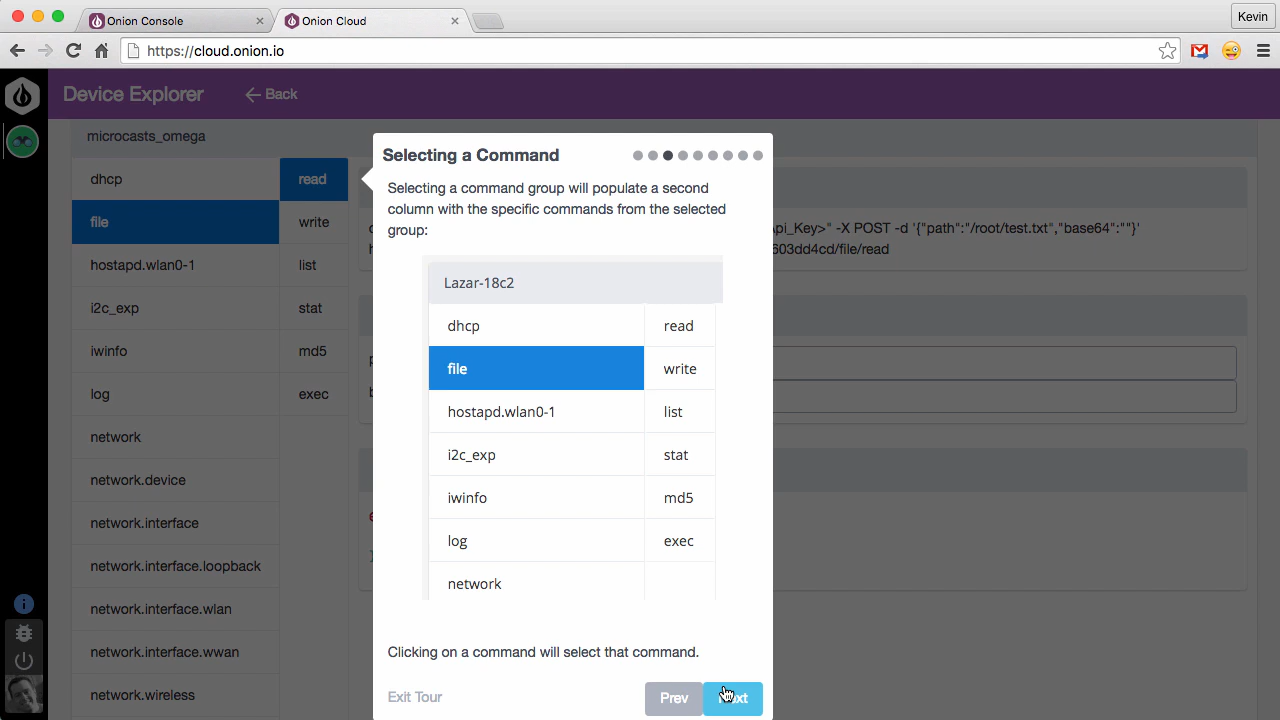 Onion Console
Onion Cloud
Kevin
https://cloud.onion.io
Device Explorer
Back
microcasts_omega
dhcp
file
hostapd.wlan0-1
i2c_exp
iwinfo
log
network
network.device
network.interface
network.interface.loopback
network.interface.wlan
network.interface.wwan
network.wireless
read
write
list
stat
md5
exec
Selecting a Command
Selecting a command group will populate a second
column with the specific commands from the selected
group:
Lazar-18c2
dhcp read
file write
hostapd.wlan0-1 list
i2c_exp stat
iwinfo md5
log exec
network
Clicking on a command will select that command.
Exit Tour
Prev
Next
-X POST -d '{"path":"/root/test.txt","base64":""}'
603dd4cd/file/read